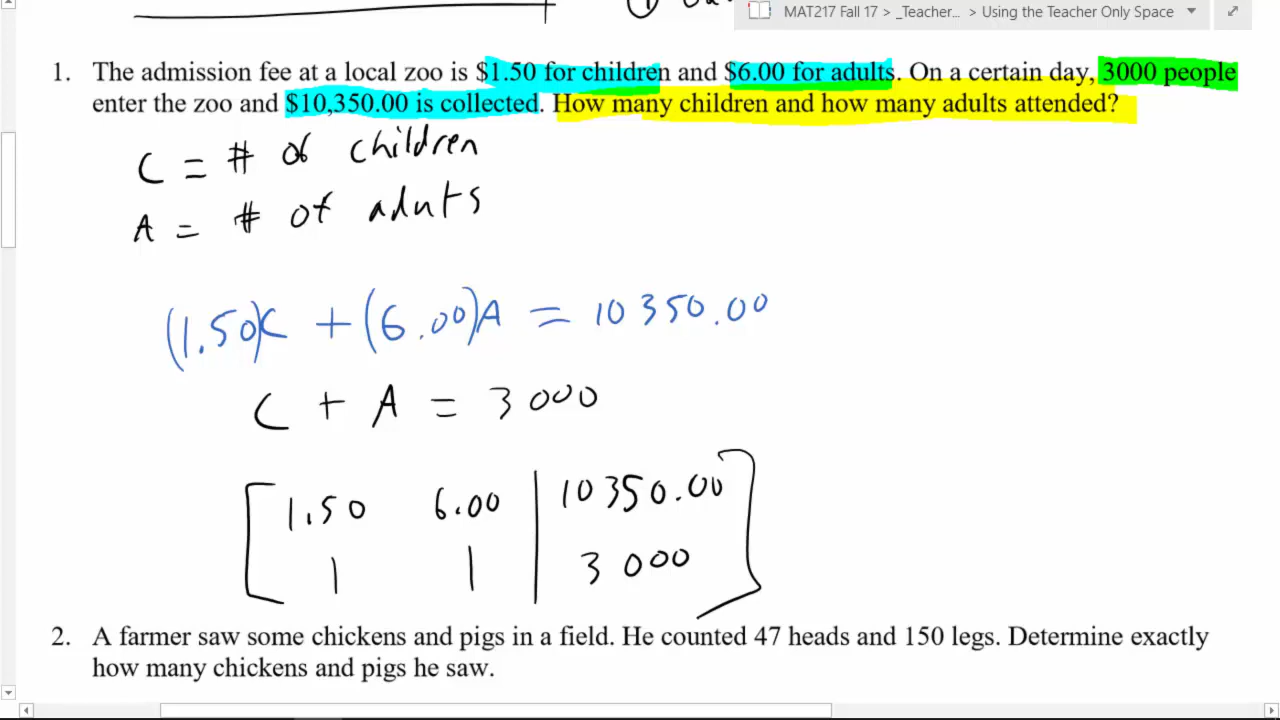 MAT217 Fall 17 > _Teacher... > Using the Teacher Only Space
1. The admission fee at a local zoo is $1.50 for children and $6.00 for adults. On a certain day, 3000 people
enter the zoo and $10,350.00 is collected. How many children and how many adults attended?
C = # of children
A = # of aduts
(1.50)C + (6.00)A = 10350.00
C + A = 3000
1.50 6.00 | 10350.00
1 1 | 3000
2. A farmer saw some chickens and pigs in a field. He counted 47 heads and 150 legs. Determine exactly
how many chickens and pigs he saw.